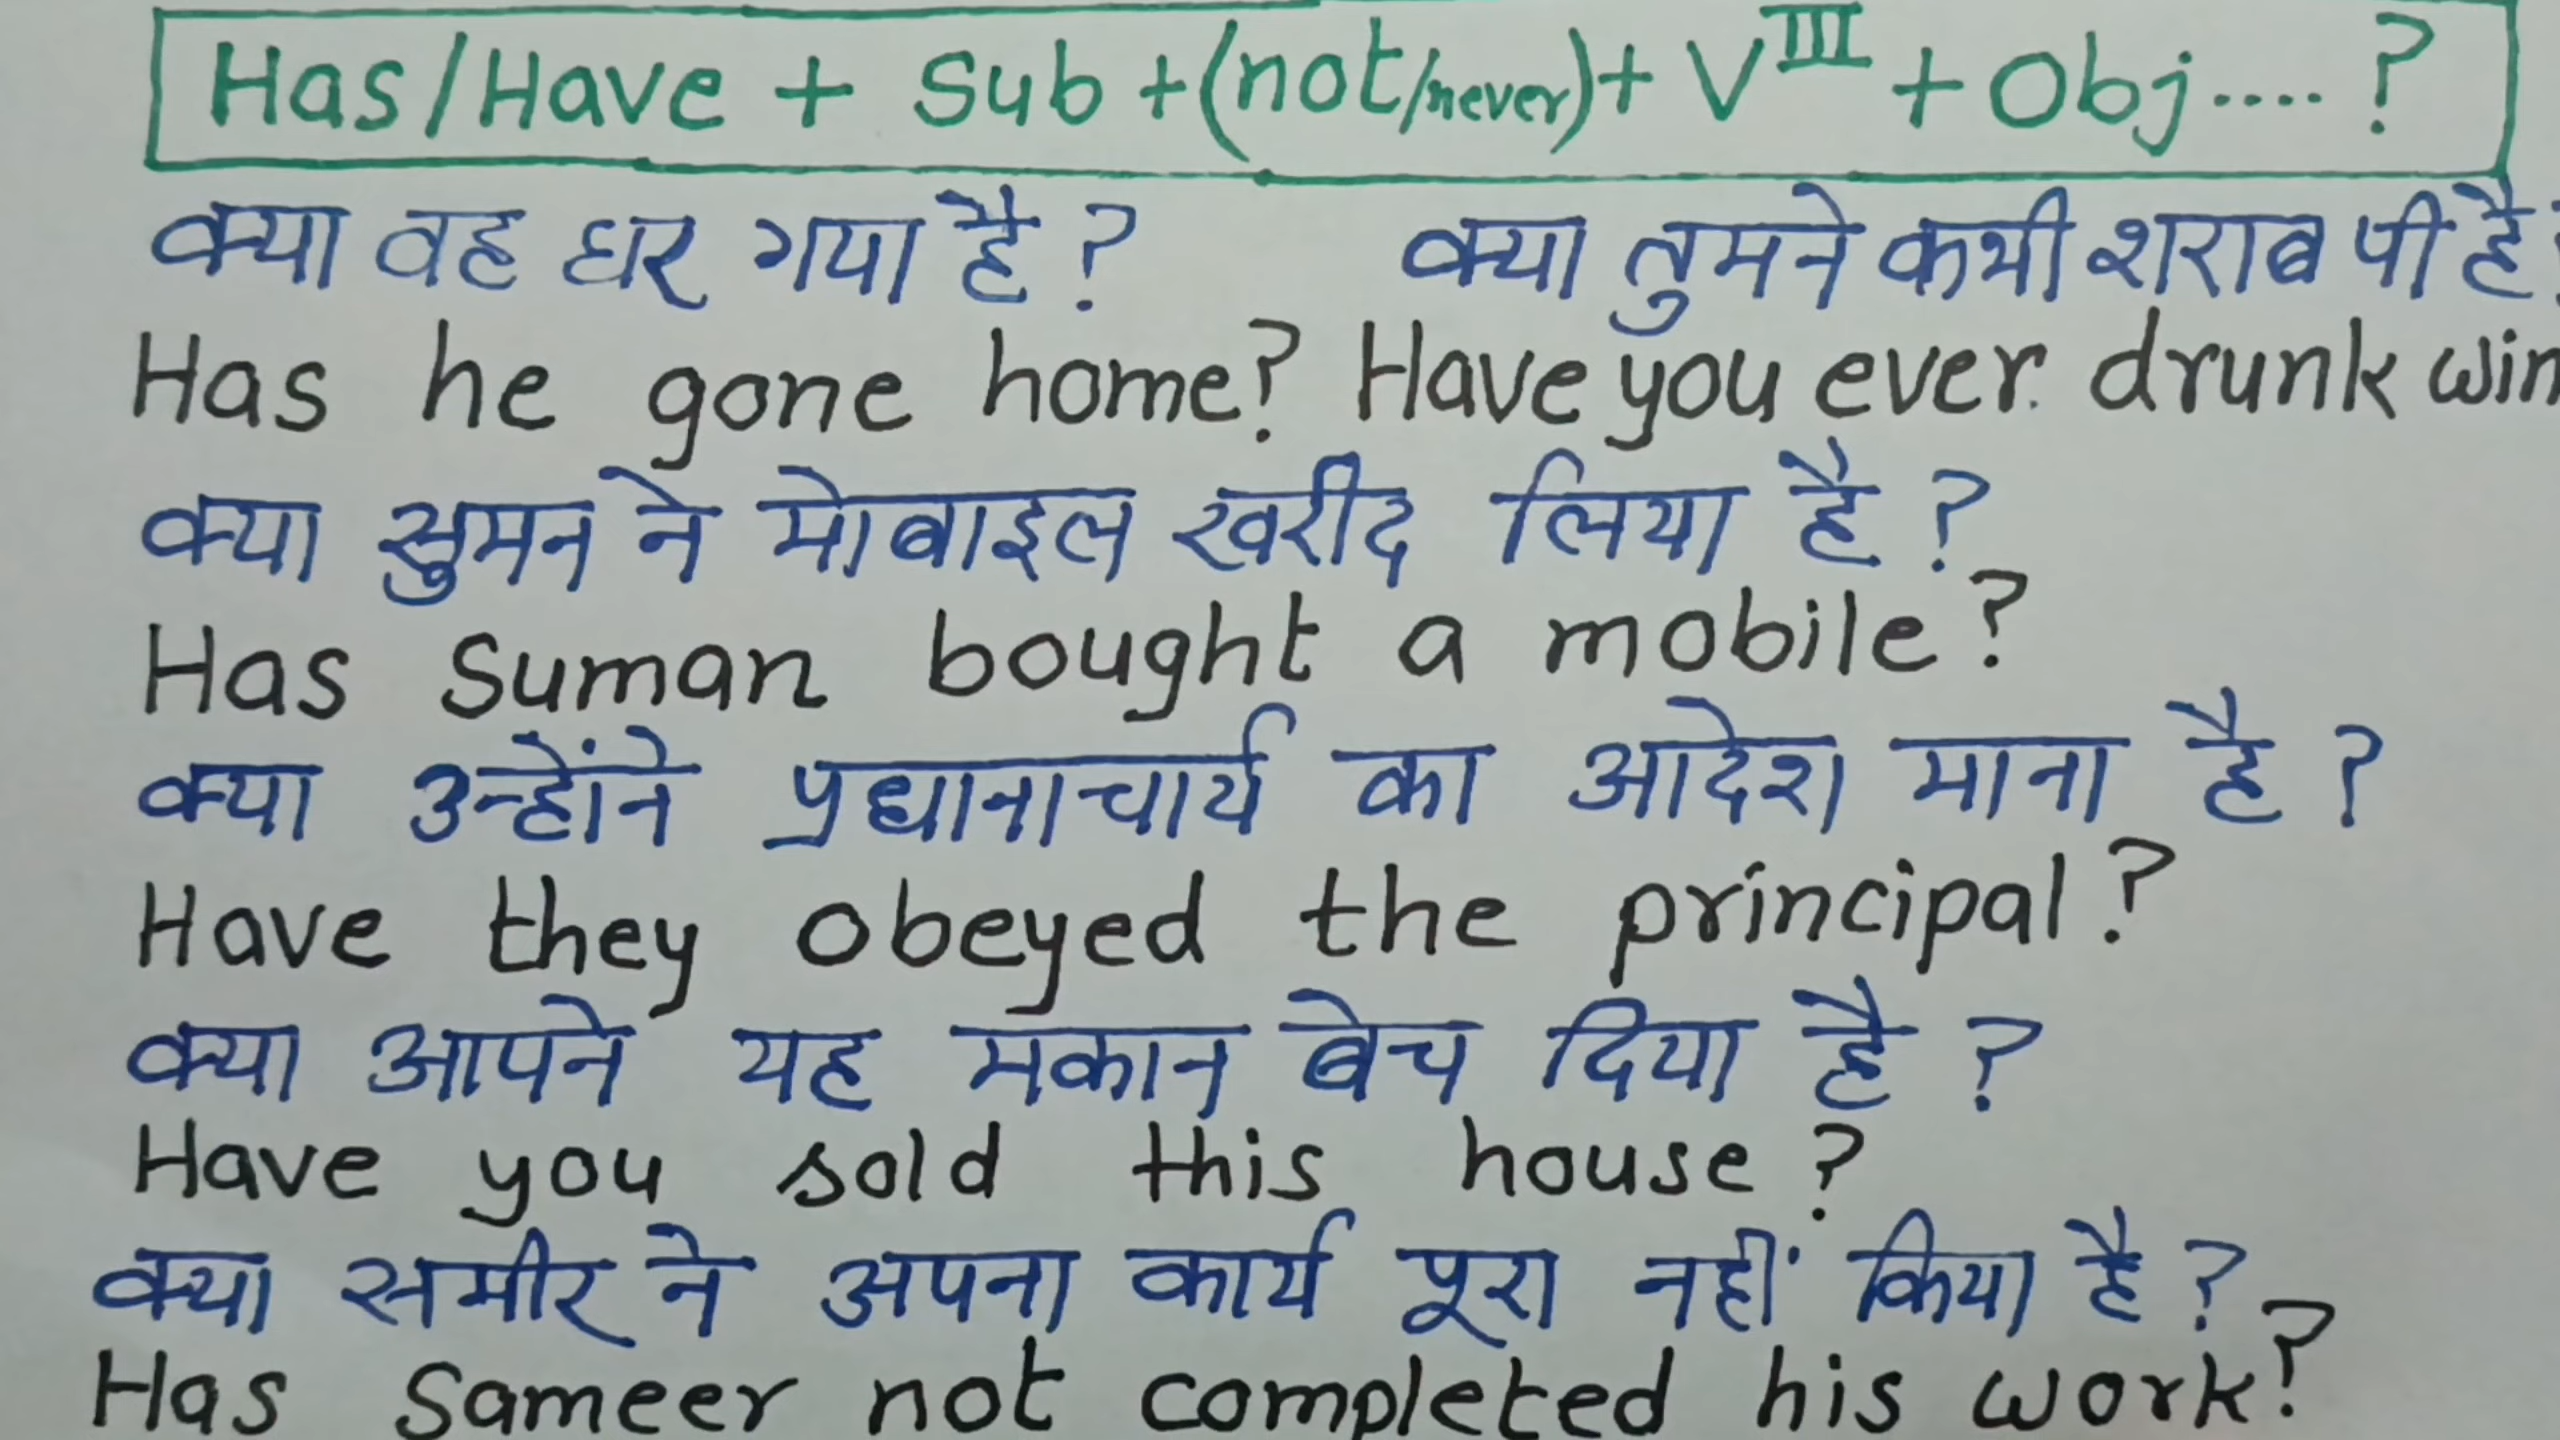 Has/Have + Sub + (not/never) + V^III + Obj.... ?
क्या वह घर गया है ? क्या तुमने कभी शराब पी है
Has he gone home? Have you ever drunk
क्या सुमन ने मोबाइल खरीद लिया है ?
Has Suman bought a mobile?
क्या उन्होंने प्रधानाचार्य का आदेश माना है ?
Have they obeyed the principal?
क्या आपने यह मकान बेच दिया है ?
Have you sold this house?
क्या समीर ने अपना कार्य पूरा नहीं किया है ?
Has Sameer not completed his work?